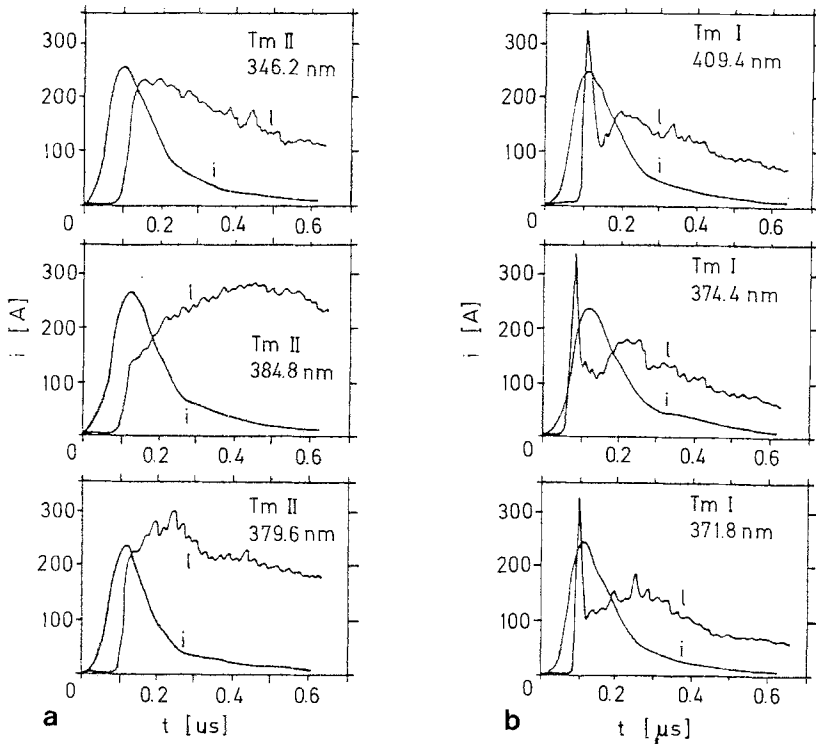 Tm II
346.2 nm
300
200
100
0
0.2
0.4
0.6
l
i
Tm II
384.8 nm
300
200
100
0
0.2
0.4
0.6
l
i
i [A]
Tm II
379.6 nm
300
200
100
0
0.2
0.4
0.6
l
i
a
t [us]
Tm I
409.4 nm
300
200
100
0
0.2
0.4
0.6
l
i
Tm I
374.4 nm
300
200
100
0
0.2
0.4
0.6
l
i
i [A]
Tm I
371.8 nm
300
200
100
0
0.2
0.4
0.6
l
i
b
t [μs]